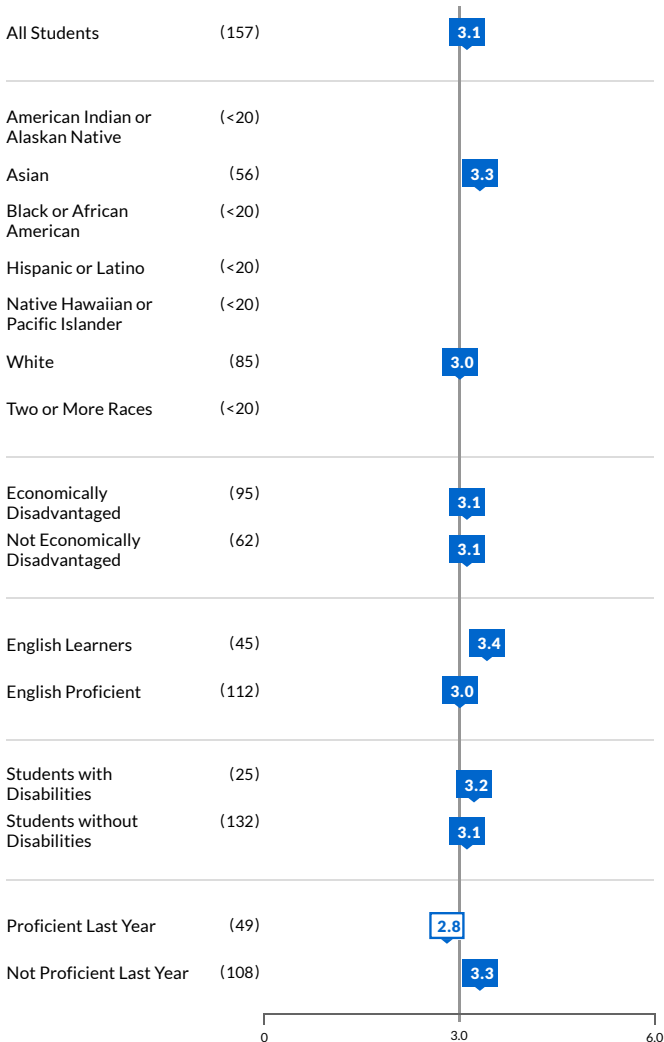 All Students (157) 3.1
American Indian or (<20)
Alaskan Native
Asian (56) 3.3
Black or African (<20)
American
Hispanic or Latino (<20)
Native Hawaiian or (<20)
Pacific Islander
White (85) 3.0
Two or More Races (<20)
Economically (95) 3.1
Disadvantaged
Not Economically (62) 3.1
Disadvantaged
English Learners (45) 3.4
English Proficient (112) 3.0
Students with (25) 3.2
Disabilities
Students without (132) 3.1
Disabilities
Proficient Last Year (49) 2.8
Not Proficient Last Year (108) 3.3
0 3.0 6.0